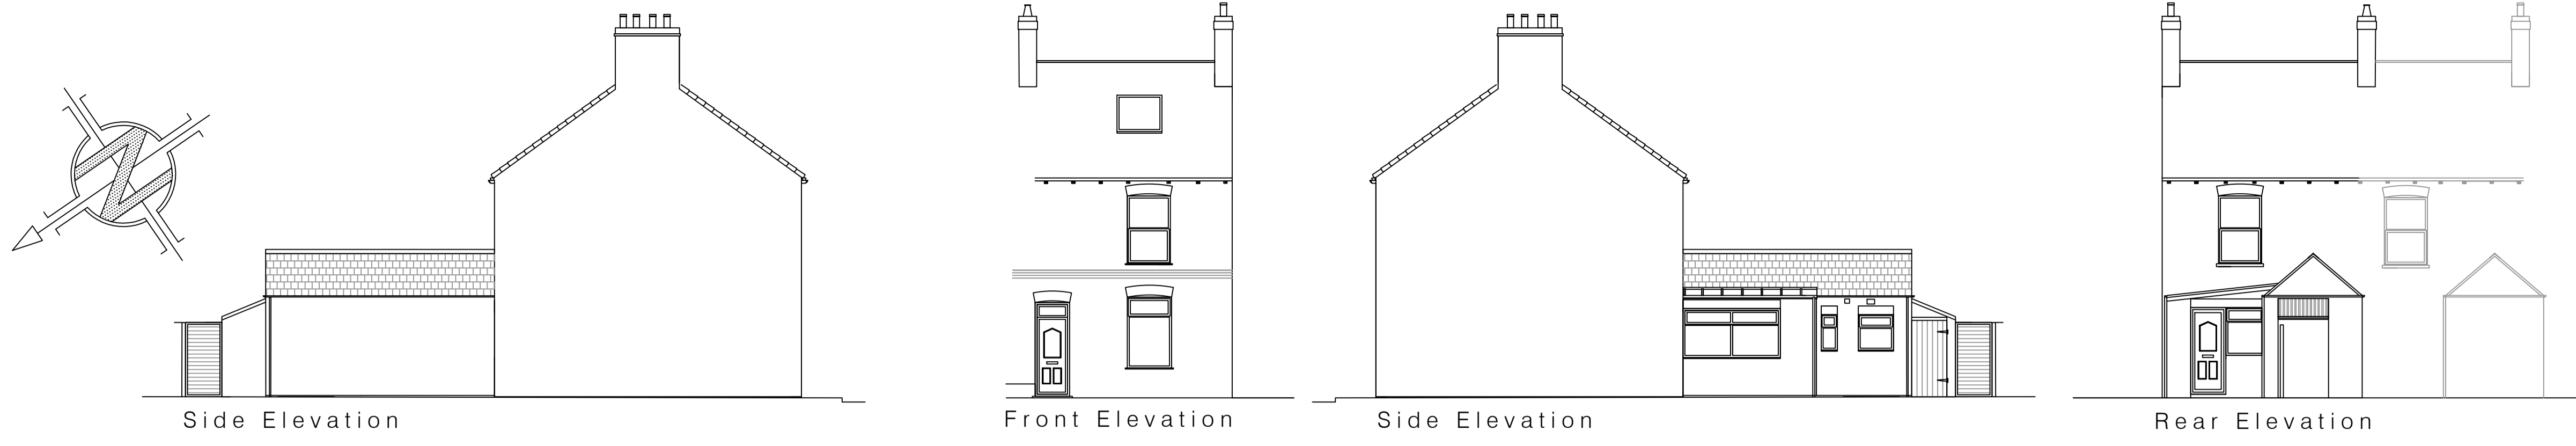 N
Side Elevation
Front Elevation
Side Elevation
Rear Elevation